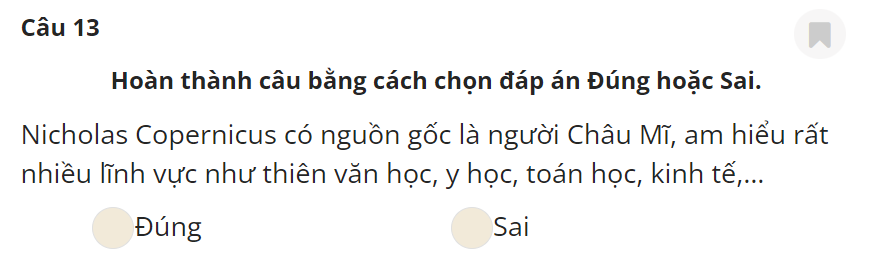 Câu 13
Hoàn thành câu bằng cách chọn đáp án Đúng hoặc Sai.
Nicholas Copernicus có nguồn gốc là người Châu Mĩ, am hiểu rất
nhiều lĩnh vực như thiên văn học, y học, toán học, kinh tế,...
Đúng Sai